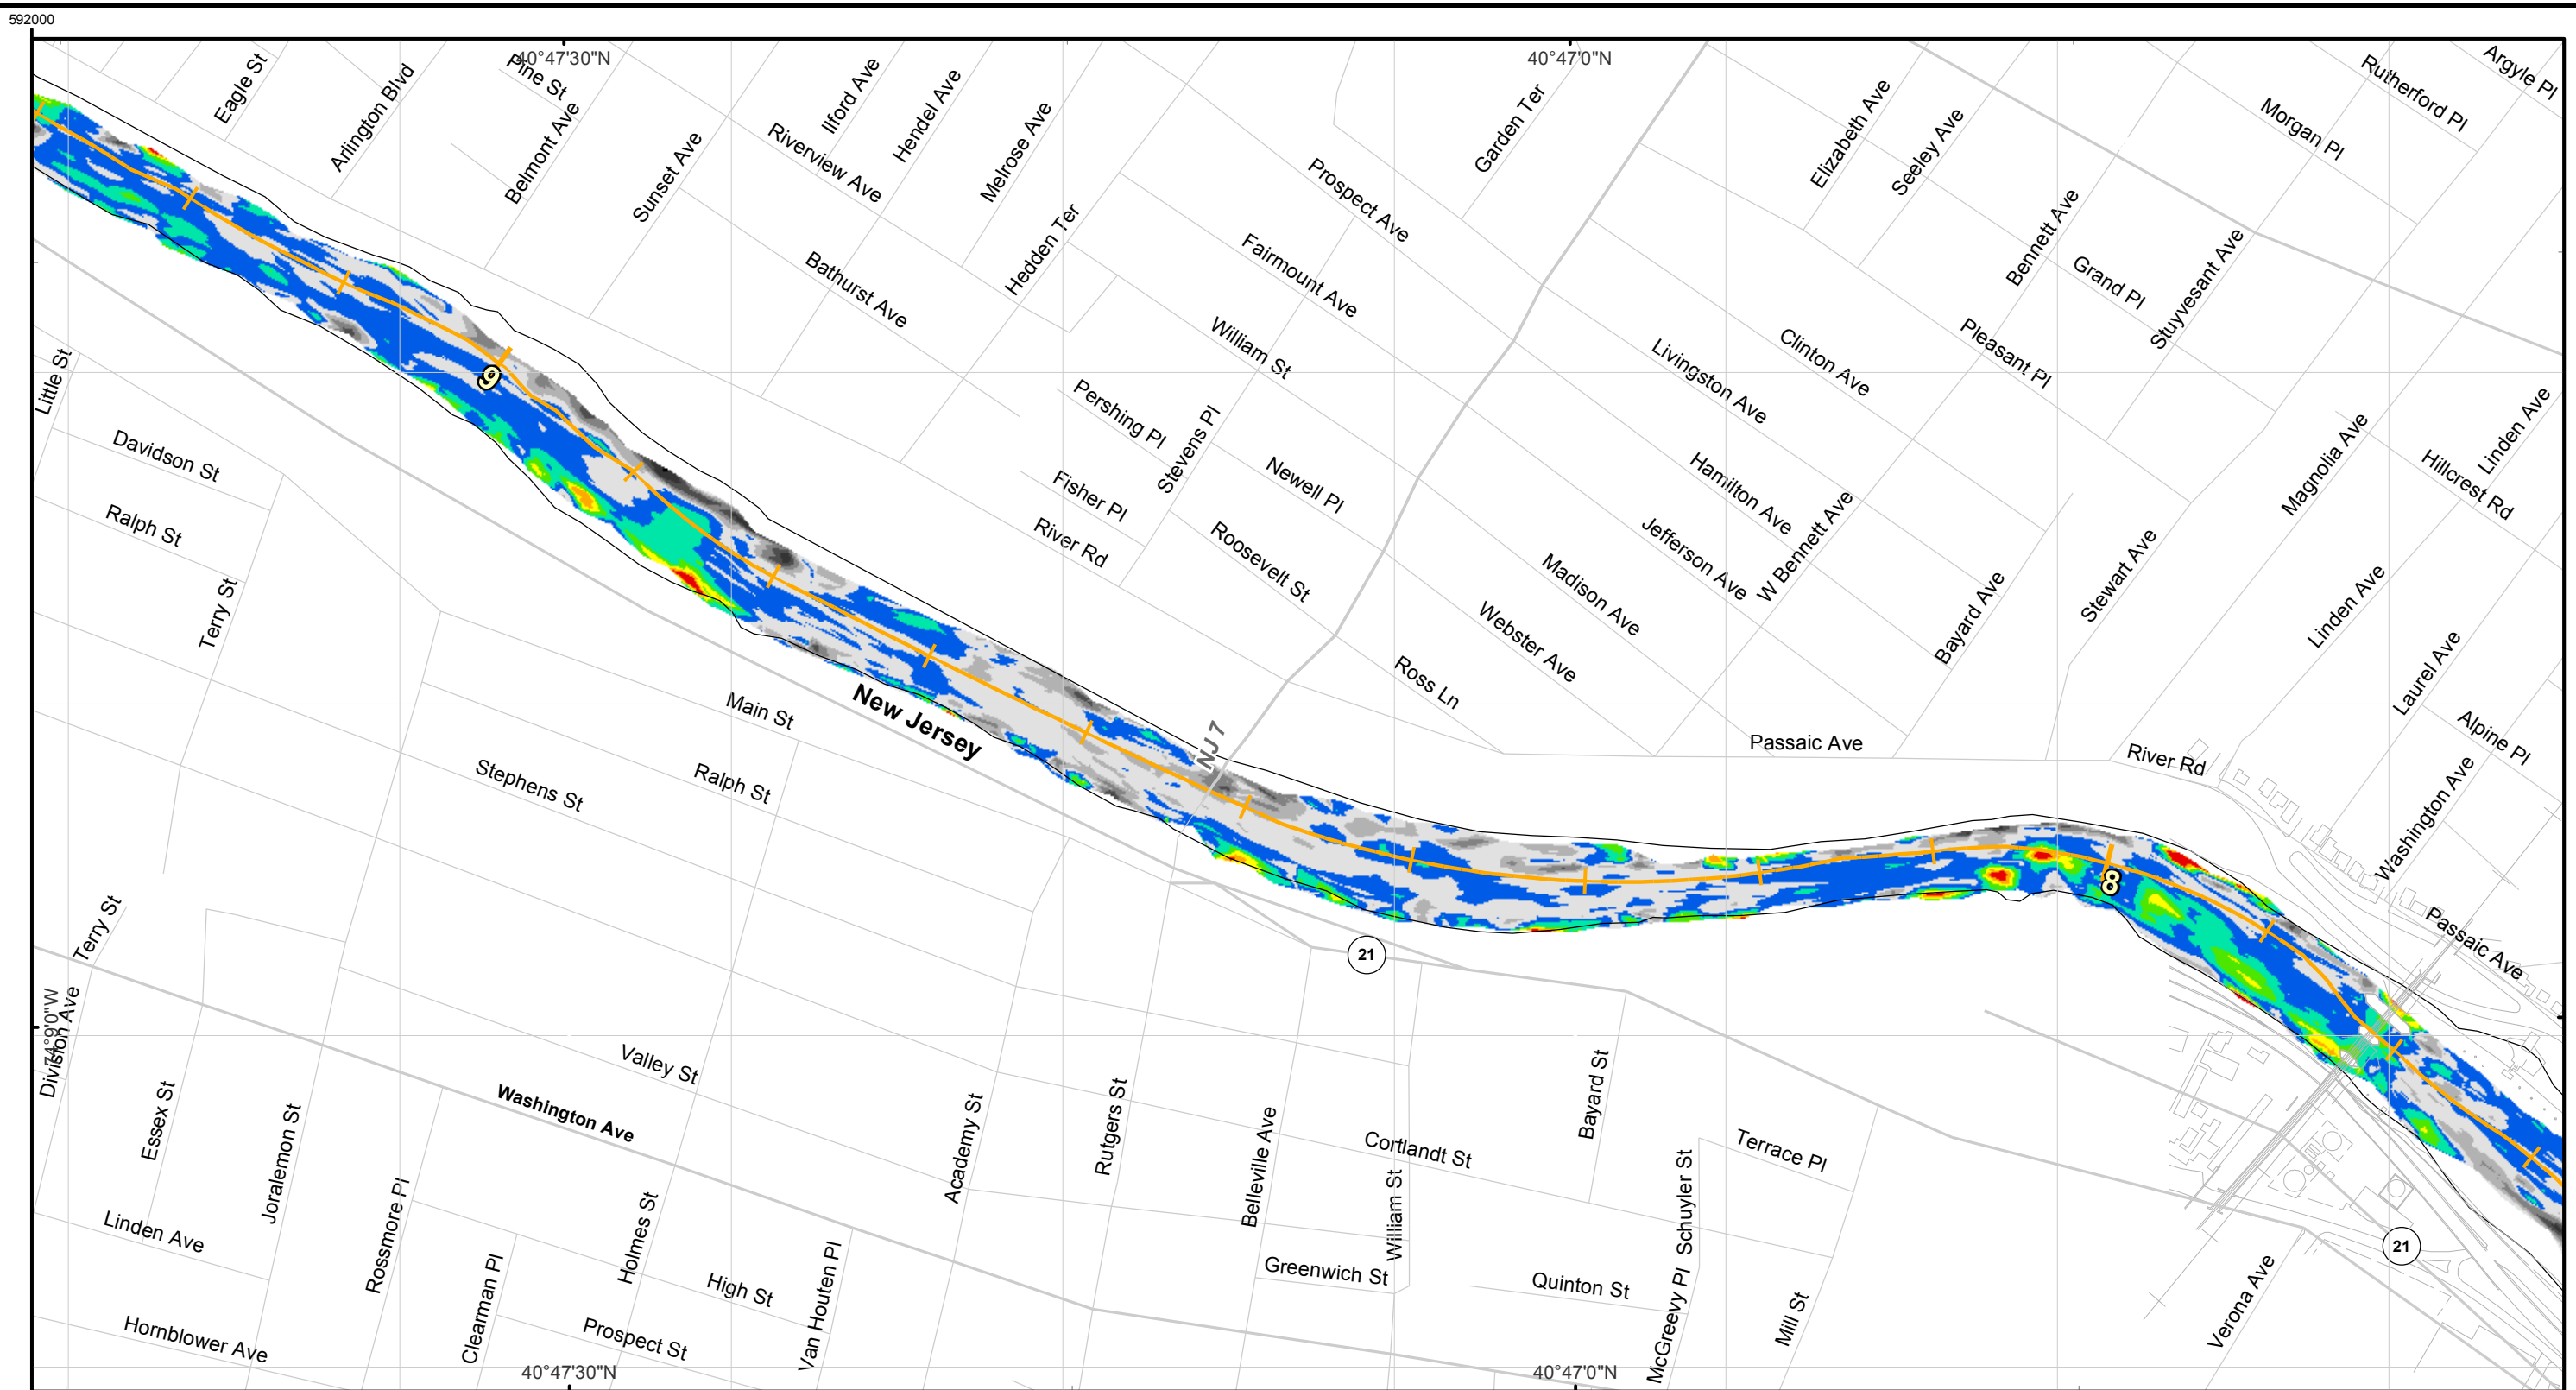 592000
40°47'30"N
40°47'0"N
Eagle St
Arlington Blvd
Pine St
Belmont Ave
Sunset Ave
Riverview Ave
Ilford Ave
Hendel Ave
Melrose Ave
Hedden Ter
Bathurst Ave
Prospect Ave
Garden Ter
Fairmount Ave
William St
Elizabeth Ave
Seeley Ave
Bennett Ave
Grand Pl
Stuyvesant Ave
Morgan Pl
Rutherford Pl
Argyle Pl
Pleasant Pl
Clinton Ave
Livingston Ave
Hamilton Ave
Jefferson Ave
W Bennett Ave
Magnolia Ave
Linden Ave
Hillcrest Rd
Little St
9
Davidson St
Ralph St
Terry St
Pershing Pl
Stevens Pl
Fisher Pl
River Rd
Newell Pl
Roosevelt St
Madison Ave
Webster Ave
Ross Ln
Bayard Ave
Stewart Ave
Linden Ave
Laurel Ave
Alpine Pl
Washington Ave
River Rd
Passaic Ave
NJ 7
New Jersey
Main St
Ralph St
Stephens St
8
21
Passaic Ave
Terry St
74°9'0"W
Division Ave
Essex St
Joralemon St
Valley St
Washington Ave
Rossmore Pl
Holmes St
Academy St
Rutgers St
Belleville Ave
William St
Cortlandt St
Bayard St
Schuyler St
Terrace Pl
Linden Ave
Hornblower Ave
Clearman Pl
High St
Prospect St
Van Houten Pl
Greenwich St
Quinton St
McGreevy Pl
Mill St
Verona Ave
21
40°47'30"N
40°47'0"N